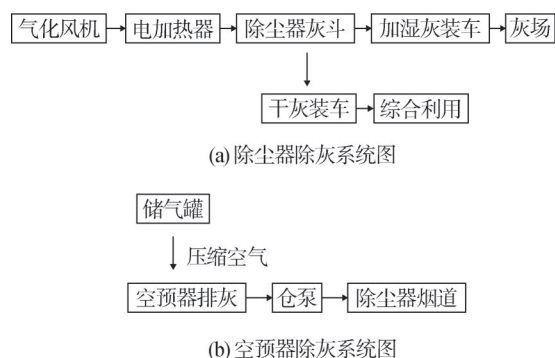 气化风机 电加热器 除尘器灰斗 加湿灰装车 灰场
干灰装车 综合利用
(a) 除尘器除灰系统图
储气罐
压缩空气
空预器排灰 仓泵 除尘器烟道
(b) 空预器除灰系统图